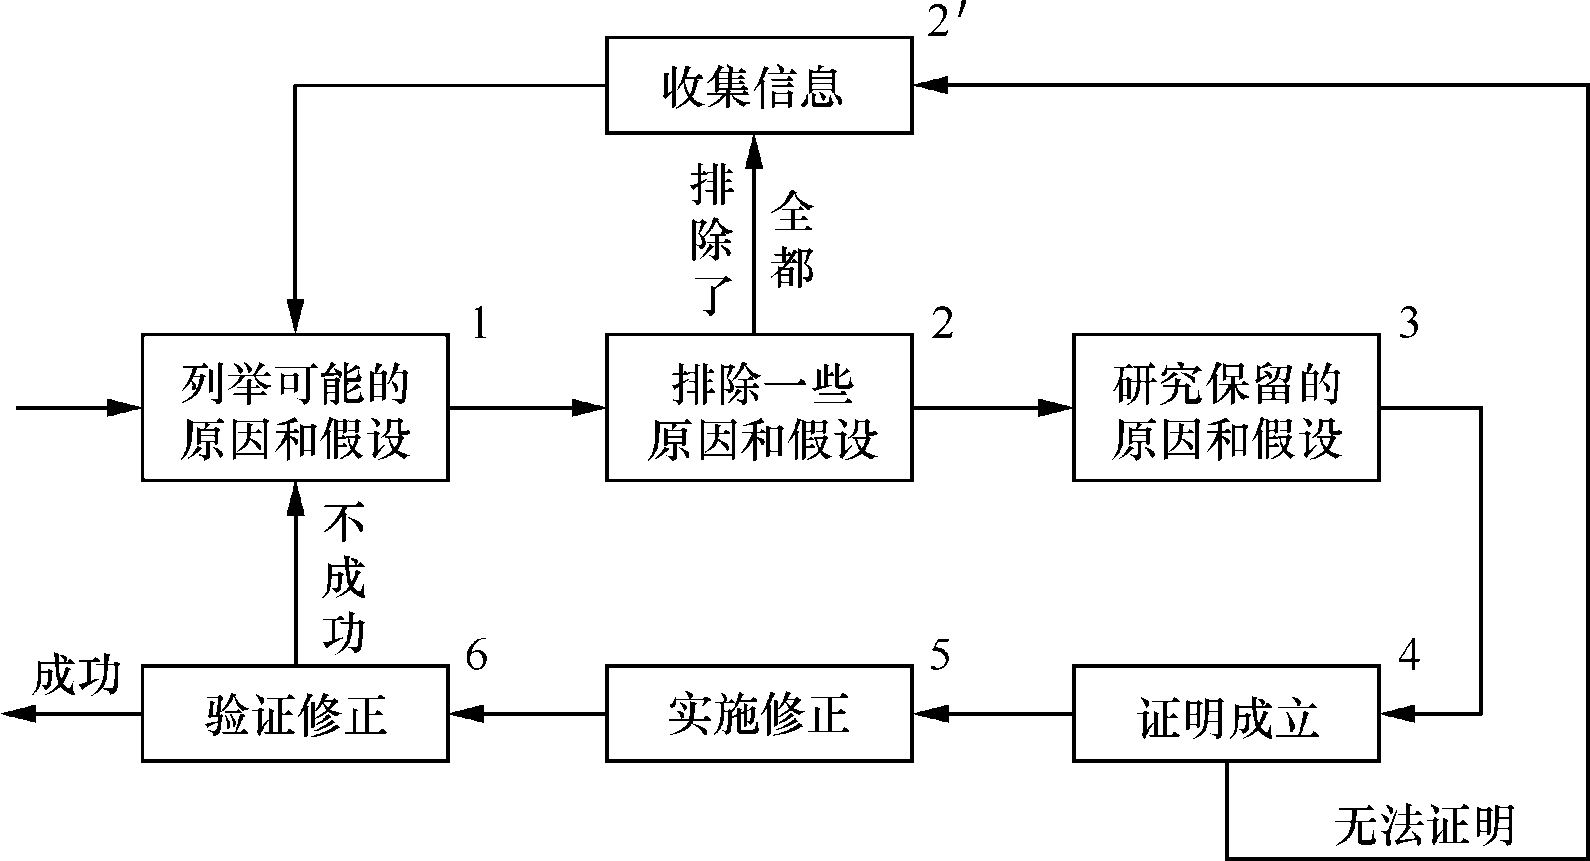 2′
收集信息
排除了
全都
1
列举可能的
原因和假设
2
排除一些
原因和假设
3
研究保留的
原因和假设
不成功
成功
6
验证修正
5
实施修正
4
证明成立
无法证明